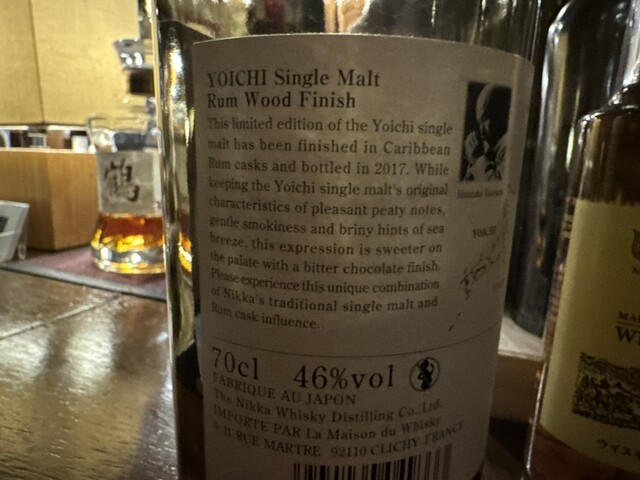 YOICHI Single Malt
Rum Wood Finish
This limited edition of the Yoichi single
malt has been finished in Caribbean
Rum casks and bottled in 2017. While
keeping the Yoichi single malt's original
characteristics of pleasant peaty notes,
gentle smokiness and briny hints of sea
breeze, this expression is sweeter on
the palate with a bitter chocolate finish.
Please experience this unique combination
of Nikka's traditional single malt and
Rum cask influence.
YOICHI
70cl 46%vol
FABRIQUE AU JAPON
The Nikka Whisky Distilling Co.,Ltd.
IMPORTE PAR La Maison du Whisky
9-11 RUE MARTRE 92110 CLICHY FRANCE
鶴